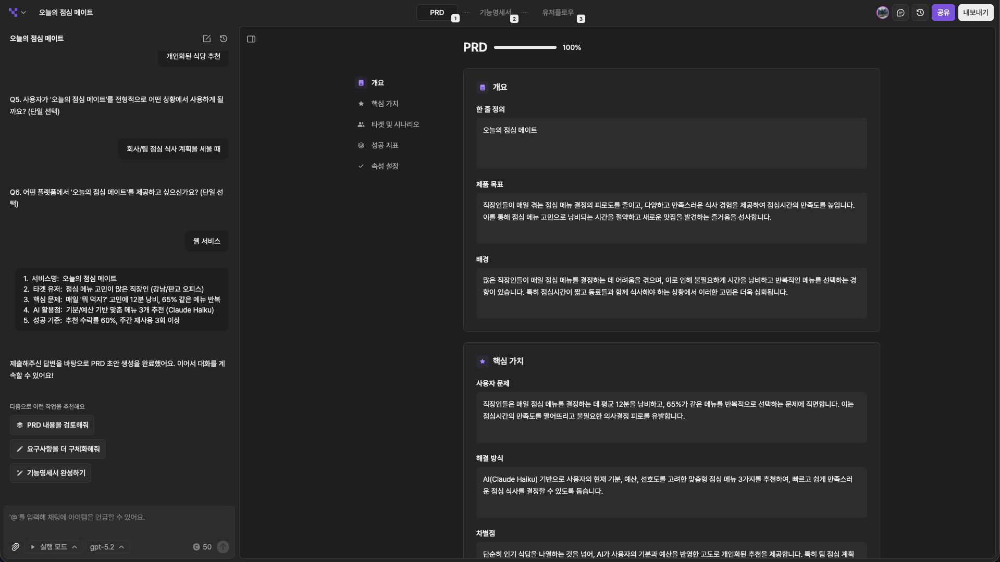 오늘의 점심 메이트
PRD
1
기능명세서
2
유저플로우
3
공유
내보내기
오늘의 점심 메이트
개인화된 식당 추천
Q5. 사용자가 '오늘의 점심 메이트'를 전형적으로 어떤 상황에서 사용하게 될
까요? (단일 선택)
회사/팀 점심 식사 계획을 세울 때
Q6. 어떤 플랫폼에서 '오늘의 점심 메이트'를 제공하고 싶으신가요? (단일 선
택)
웹 서비스
1. 서비스명: 오늘의 점심 메이트
2. 타겟 유저: 점심 메뉴 고민이 많은 직장인 (강남/판교 오피스)
3. 핵심 문제: 매일 '뭐 먹지?' 고민에 12분 낭비, 65% 같은 메뉴 반복
4. AI 활용점: 기분/예산 기반 맞춤 메뉴 3개 추천 (Claude Haiku)
5. 성공 기준: 추천 수락률 60%, 주간 재사용 3회 이상
제출해주신 답변을 바탕으로 PRD 초안 생성을 완료했어요. 이어서 대화를 계
속할 수 있어요!
다음으로 이런 작업을 추천해요
PRD 내용을 검토해줘
요구사항을 더 구체화해줘
기능명세서 완성하기
'@'를 입력해 채팅에 아이템을 언급할 수 있어요.
실행 모드
gpt-5.2
C 50
PRD
100%
개요
핵심 가치
타겟 및 시나리오
성공 지표
속성 설정
개요
한 줄 정의
오늘의 점심 메이트
제품 목표
직장인들이 매일 겪는 점심 메뉴 결정의 피로도를 줄이고, 다양하고 만족스러운 식사 경험을 제공하여 점심시간의 만족도를 높입니다.
이를 통해 점심 메뉴 고민으로 낭비되는 시간을 절약하고 새로운 맛집을 발견하는 즐거움을 선사합니다.
배경
많은 직장인들이 매일 점심 메뉴를 결정하는 데 어려움을 겪으며, 이로 인해 불필요하게 시간을 낭비하고 반복적인 메뉴를 선택하는 경
향이 있습니다. 특히 점심시간이 짧고 동료들과 함께 식사해야 하는 상황에서 이러한 고민은 더욱 심화됩니다.
핵심 가치
사용자 문제
직장인들은 매일 점심 메뉴를 결정하는 데 평균 12분을 낭비하고, 65%가 같은 메뉴를 반복적으로 선택하는 문제에 직면합니다. 이는
점심시간의 만족도를 떨어뜨리고 불필요한 의사결정 피로를 유발합니다.
해결 방식
AI(Claude Haiku) 기반으로 사용자의 현재 기분, 예산, 선호도를 고려한 맞춤형 점심 메뉴 3가지를 추천하여, 빠르고 쉽게 만족스러
운 점심 식사를 결정할 수 있도록 돕습니다.
차별점
단순히 인기 식당을 나열하는 것을 넘어, AI가 사용자의 기분과 예산을 반영한 고도로 개인화된 추천을 제공합니다. 특히 팀 점심 계획